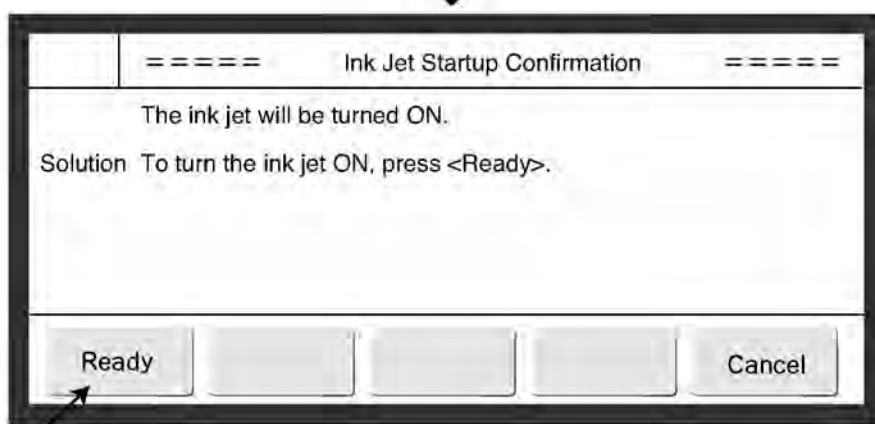 ===== Ink Jet Startup Confirmation =====
The ink jet will be turned ON.
Solution To turn the ink jet ON, press <Ready>.
Ready Cancel